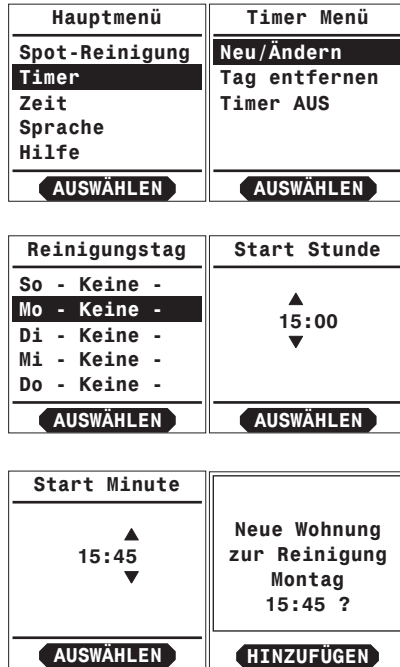 Hauptmenü
Spot-Reinigung
Timer
Zeit
Sprache
Hilfe
AUSWÄHLEN
Timer Menü
Neu/Ändern
Tag entfernen
Timer AUS
AUSWÄHLEN
Reinigungstag
So - Keine -
Mo - Keine -
Di - Keine -
Mi - Keine -
Do - Keine -
AUSWÄHLEN
Start Stunde
15:00
AUSWÄHLEN
Start Minute
15:45
AUSWÄHLEN
Neue Wohnung
zur Reinigung
Montag
15:45 ?
HINZUFÜGEN